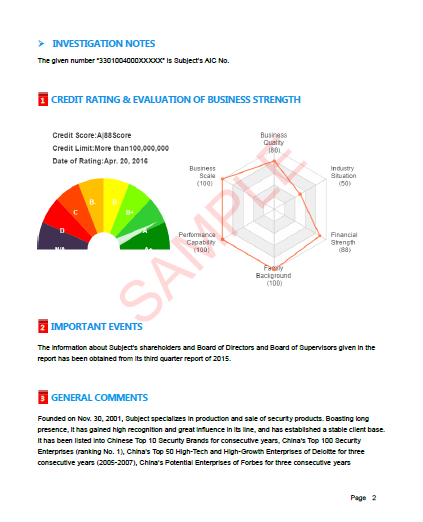 INVESTIGATION NOTES
The given number "3301004000XXXXX" is Subject's AIC No.
1 CREDIT RATING & EVALUATION OF BUSINESS STRENGTH
Credit Score:A|88Score
Credit Limit:More than100,000,000
Date of Rating:Apr. 20, 2016
N/A
D
C
B-
B
B+
A
A+
Business
Quality
(80)
Industry
Situation
(50)
Financial
Strength
(88)
Family
Background
(100)
Performance
Capability
(100)
Business
Scale
(100)
SAMPLE
2 IMPORTANT EVENTS
The information about Subject's shareholders and Board of Directors and Board of Supervisors given in the
report has been obtained from its third quarter report of 2015.
3 GENERAL COMMENTS
Founded on Nov. 30, 2001, Subject specializes in production and sale of security products. Boasting long
presence, it has gained high recognition and great influence in its line, and has established a stable client base.
It has been listed into Chinese Top 10 Security Brands for consecutive years, China's Top 100 Security
Enterprises (ranking No. 1), China's Top 50 High-Tech and High-Growth Enterprises of Deloitte for three
consecutive years (2005-2007), China's Potential Enterprises of Forbes for three consecutive years
Page 2